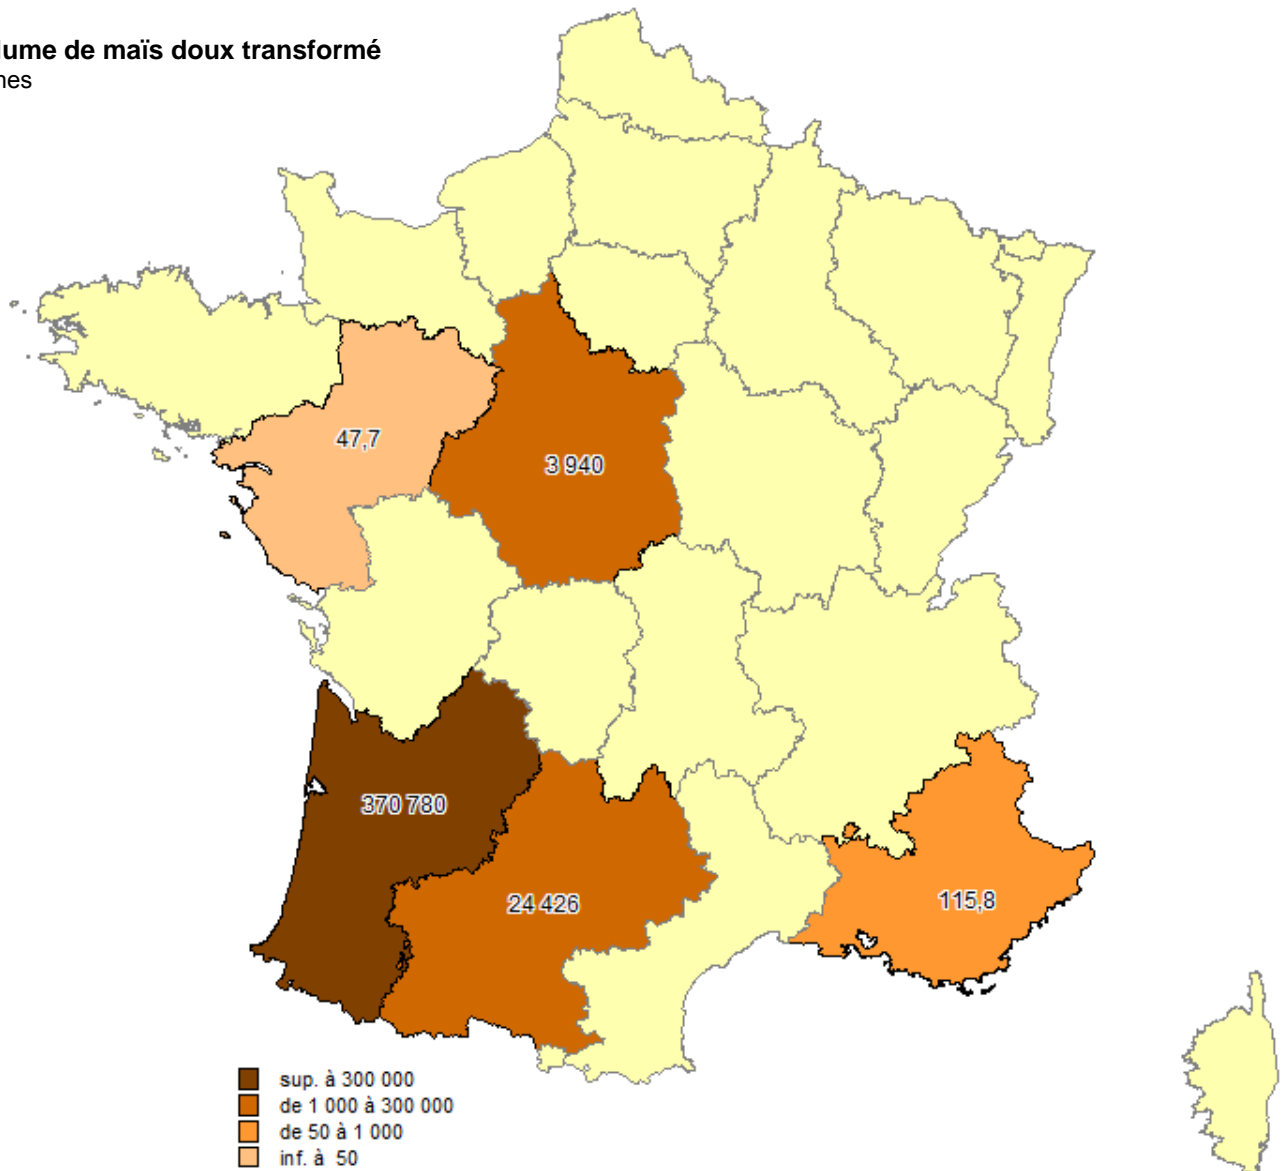 lume de maïs doux transformé
nes
47,7
3 940
370 780
24 426
115,8
sup. à 300 000
de 1 000 à 300 000
de 50 à 1 000
inf. à 50